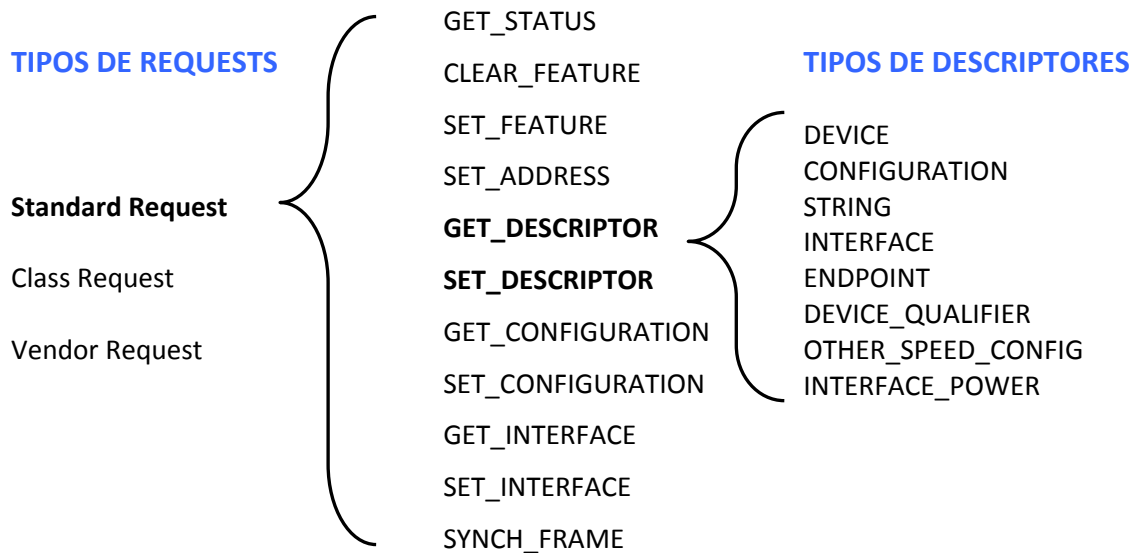 TIPOS DE REQUESTS
Standard Request
Class Request
Vendor Request
GET_STATUS
CLEAR_FEATURE
SET_FEATURE
SET_ADDRESS
GET_DESCRIPTOR
SET_DESCRIPTOR
GET_CONFIGURATION
SET_CONFIGURATION
GET_INTERFACE
SET_INTERFACE
SYNCH_FRAME
TIPOS DE DESCRIPTORES
DEVICE
CONFIGURATION
STRING
INTERFACE
ENDPOINT
DEVICE_QUALIFIER
OTHER_SPEED_CONFIG
INTERFACE_POWER